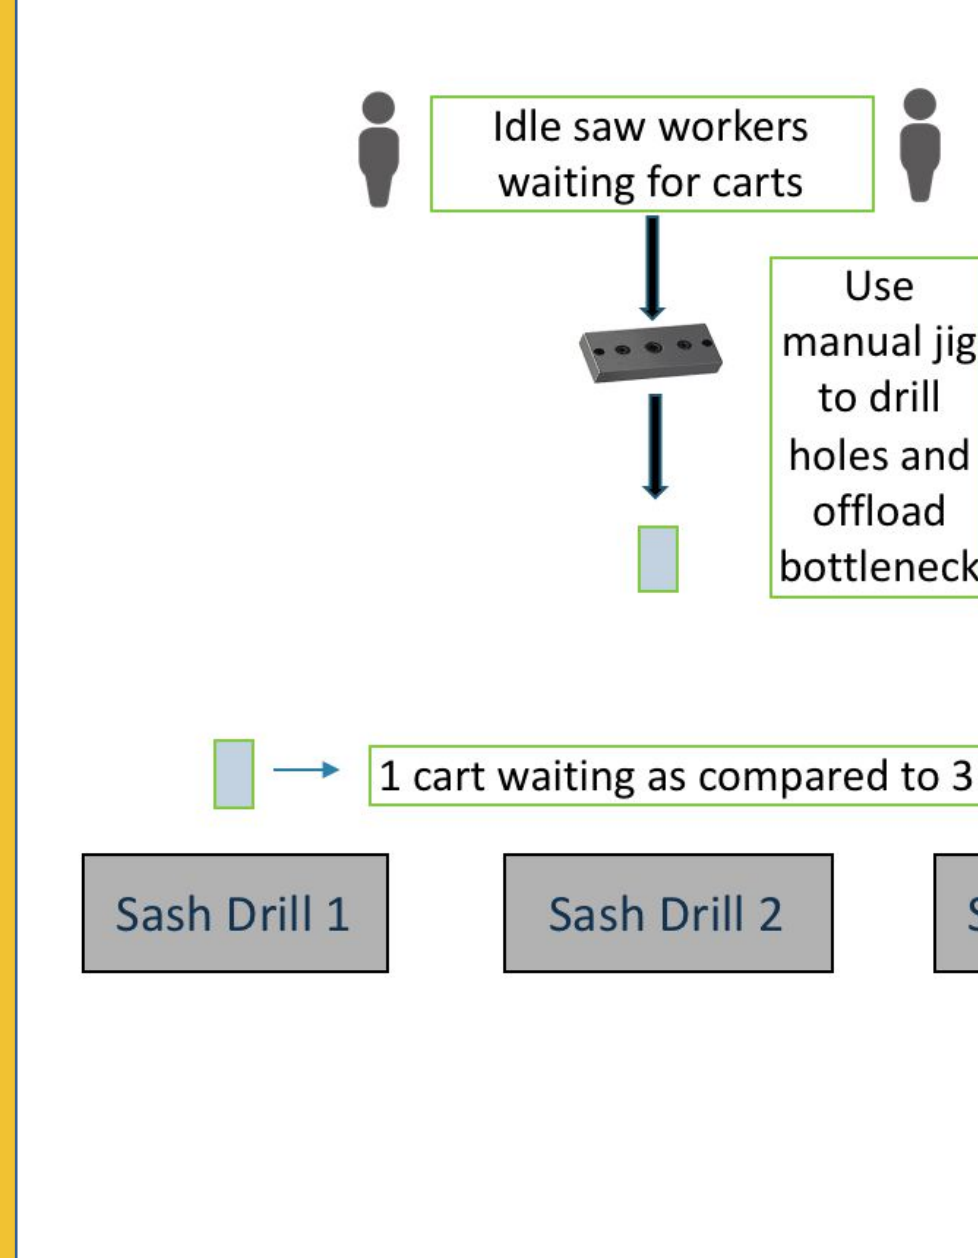 Idle saw workers
waiting for carts
Use
manual jig
to drill
holes and
offload
bottleneck
1 cart waiting as compared to 3
Sash Drill 1
Sash Drill 2